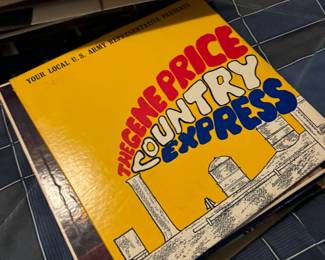 YOUR LOCAL U.S. ARMY REPRESENTATIVE PRESENTS
THE GENE PRICE
COUNTRY
EXPRESS